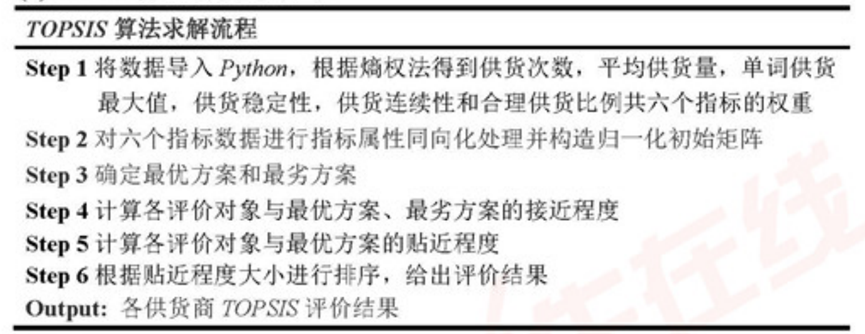 TOPSIS 算法求解流程
Step 1 将数据导入 Python，根据熵权法得到供货次数，平均供货量，单词供货
最大值，供货稳定性，供货连续性和合理供货比例共六个指标的权重
Step 2 对六个指标数据进行指标属性同向化处理并构造归一化初始矩阵
Step 3 确定最优方案和最劣方案
Step 4 计算各评价对象与最优方案、最劣方案的接近程度
Step 5 计算各评价对象与最优方案的贴近程度
Step 6 根据贴近程度大小进行排序，给出评价结果
Output: 各供货商 TOPSIS 评价结果
在线